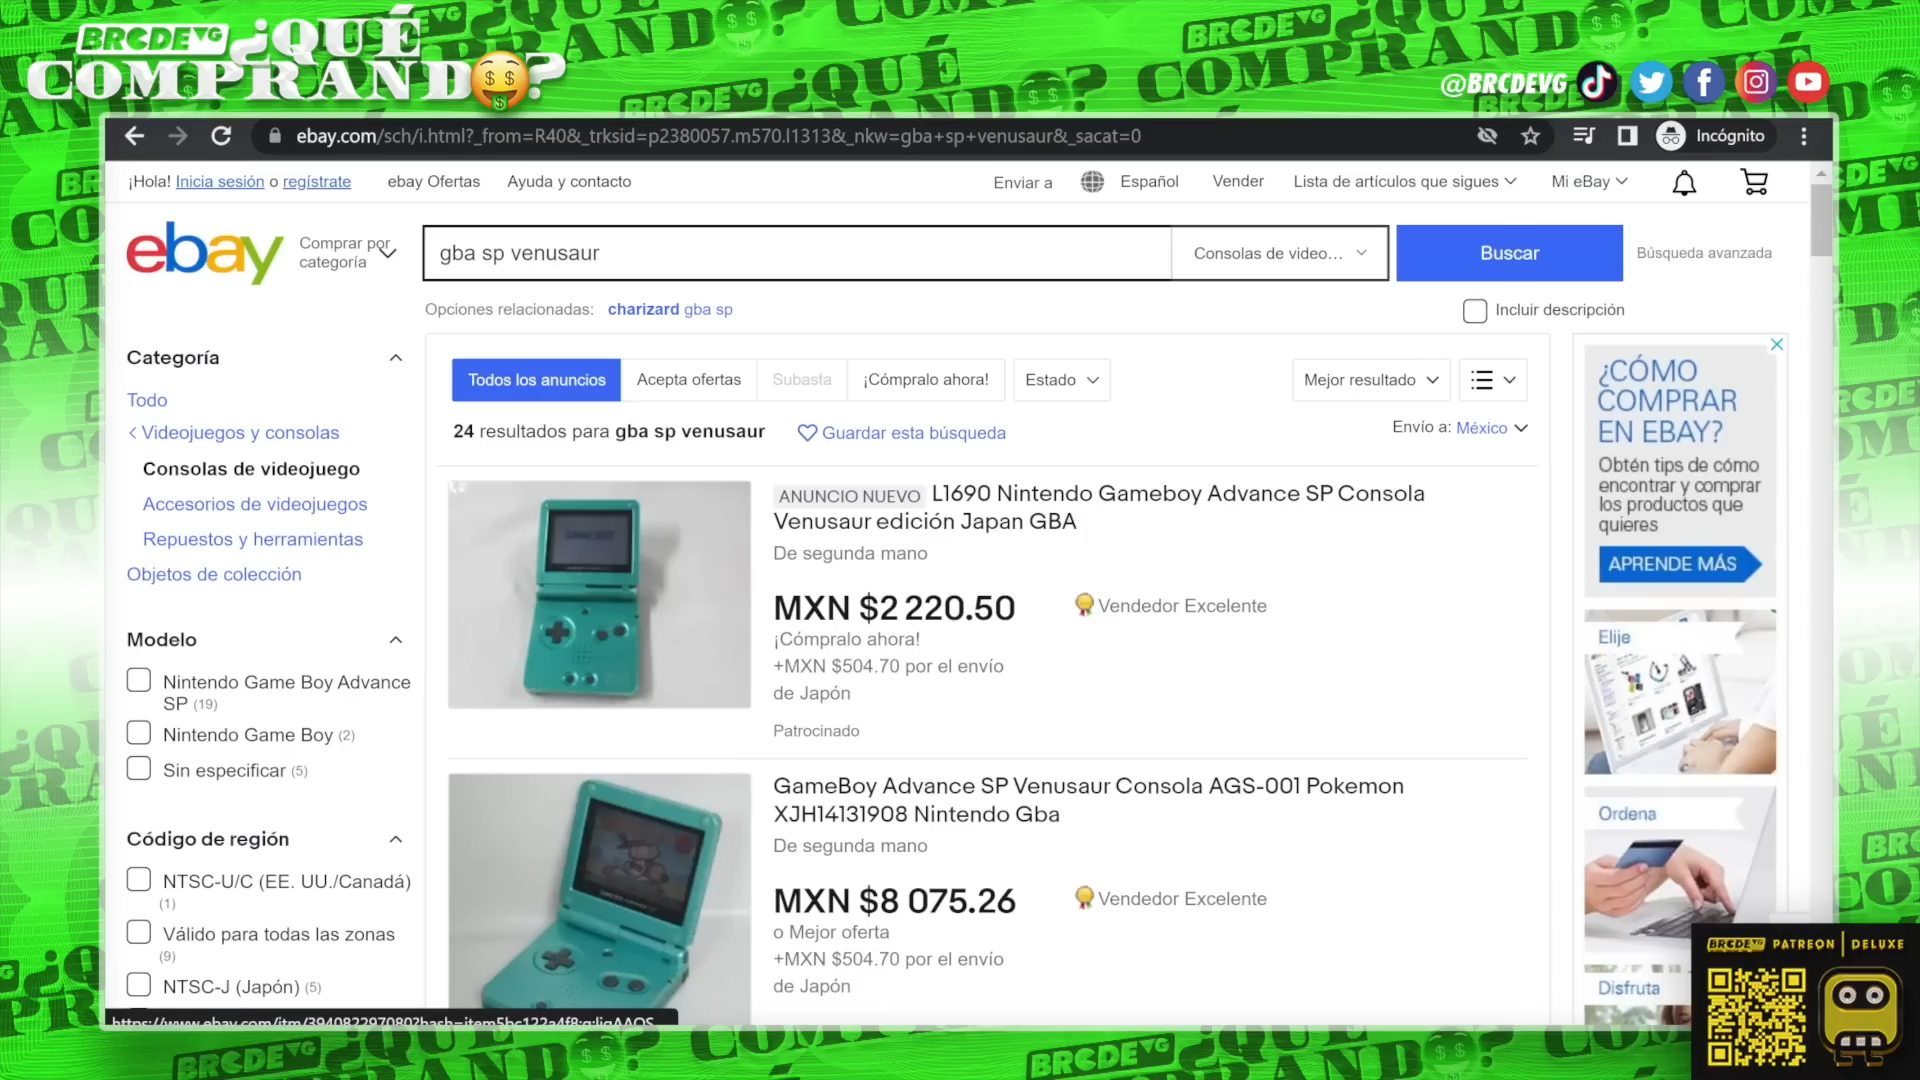 BRCDEVG ¿QUÉ
COMPRANDO?
@BRCDEVG
ebay.com/sch/i.html?_from=R40&_trksid=p2380057.m570.l1313&_nkw=gba+sp+venusaur&_sacat=0
Incógnito
¡Hola! Inicia sesión o regístrate
ebay Ofertas
Ayuda y contacto
Enviar a
Español
Vender
Lista de artículos que sigues
Mi eBay
ebay
Comprar por
categoría
gba sp venusaur
Consolas de video...
Buscar
Búsqueda avanzada
Opciones relacionadas: charizard gba sp
Incluir descripción
Categoría
Todo
Videojuegos y consolas
Consolas de videojuego
Accesorios de videojuegos
Repuestos y herramientas
Objetos de colección
Modelo
Nintendo Game Boy Advance
SP (19)
Nintendo Game Boy (2)
Sin especificar (5)
Código de región
NTSC-U/C (EE. UU./Canadá)
(1)
Válido para todas las zonas
(9)
NTSC-J (Japón) (5)
Todos los anuncios
Acepta ofertas
Subasta
¡Cómpralo ahora!
Estado
Mejor resultado
24 resultados para gba sp venusaur
Guardar esta búsqueda
Envío a: México
ANUNCIO NUEVO L1690 Nintendo Gameboy Advance SP Consola
Venusaur edición Japan GBA
De segunda mano
MXN $2 220.50
Vendedor Excelente
¡Cómpralo ahora!
+MXN $504.70 por el envío
de Japón
Patrocinado
GameBoy Advance SP Venusaur Consola AGS-001 Pokemon
XJH14131908 Nintendo Gba
De segunda mano
MXN $8 075.26
Vendedor Excelente
o Mejor oferta
+MXN $504.70 por el envío
de Japón
¿CÓMO
COMPRAR
EN EBAY?
Obtén tips de cómo
encontrar y comprar
los productos que
quieres
APRENDE MÁS
Elije
Ordena
Disfruta
BRCDEVG PATREON | DELUXE